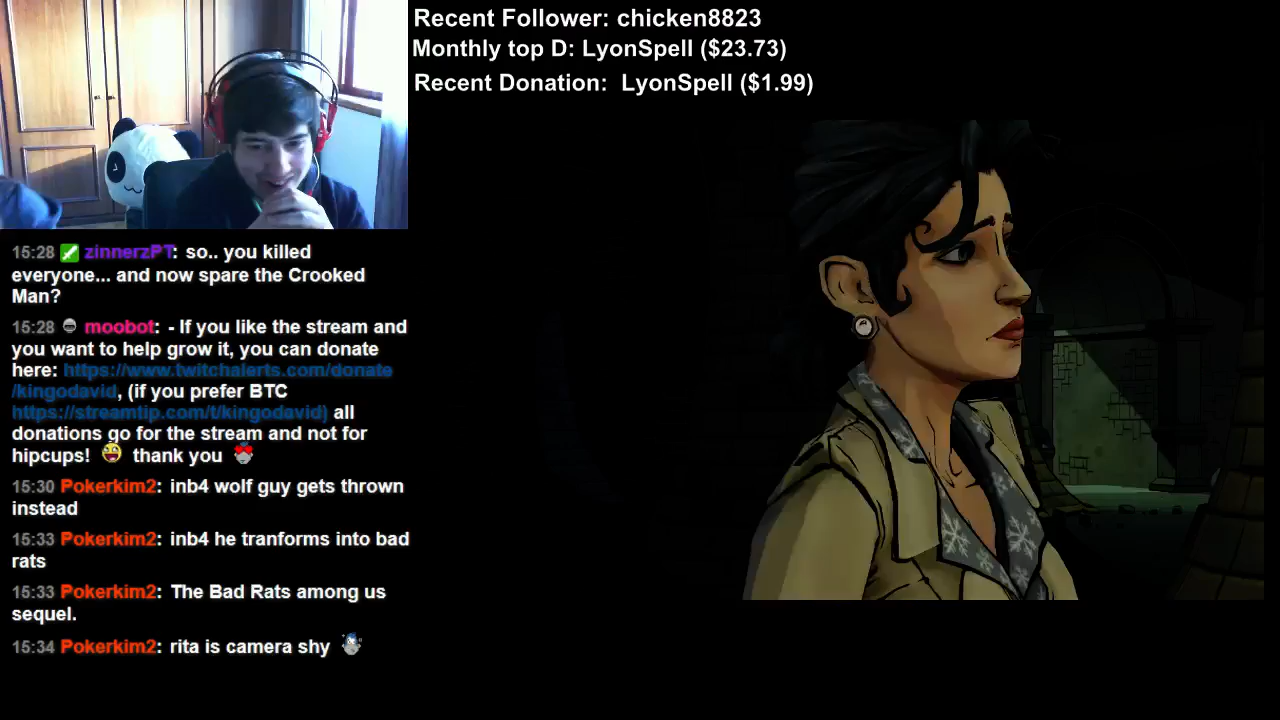 Recent Follower: chicken8823
Monthly top D: LyonSpell ($23.73)
Recent Donation: LyonSpell ($1.99)
15:28 zinnerzPT: so.. you killed
everyone... and now spare the Crooked
Man?
15:28 moobot: - If you like the stream and
you want to help grow it, you can donate
here: https://www.twitchalerts.com/donate
/kingodavid, (if you prefer BTC
https://streamtip.com/t/kingodavid) all
donations go for the stream and not for
hipcups! thank you
15:30 Pokerkim2: inb4 wolf guy gets thrown
instead
15:33 Pokerkim2: inb4 he tranforms into bad
rats
15:33 Pokerkim2: The Bad Rats among us
sequel.
15:34 Pokerkim2: rita is camera shy